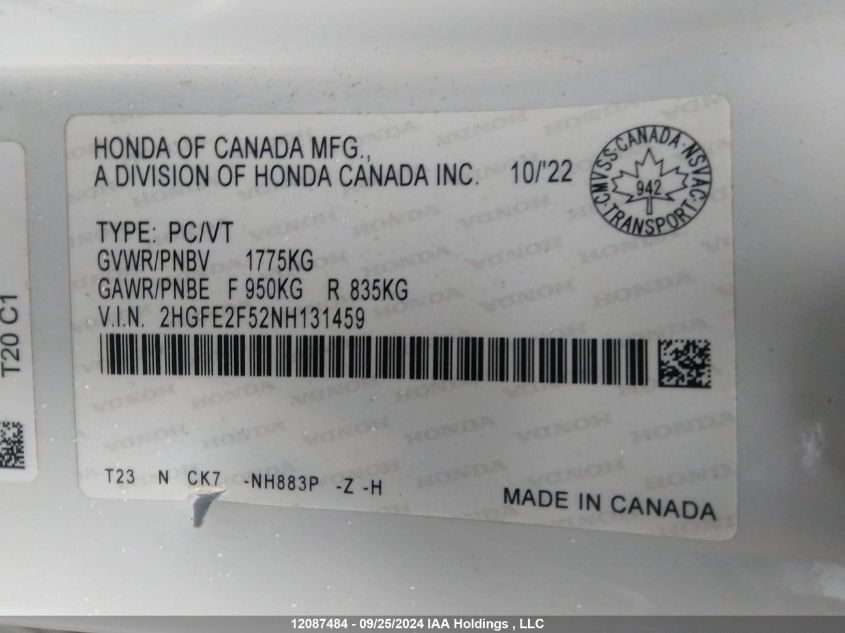 HONDA OF CANADA MFG.,
A DIVISION OF HONDA CANADA INC. 10/'22
CMVSS·CANADA·NSVAC·TRANSPORT·
942
TYPE: PC/VT
GVWR/PNBV 1775KG
GAWR/PNBE F 950KG R 835KG
V.I.N. 2HGFE2F52NH131459
T20 C1
T23 N CK7 -NH883P -Z -H
MADE IN CANADA
12087484 - 09/25/2024 IAA Holdings , LLC